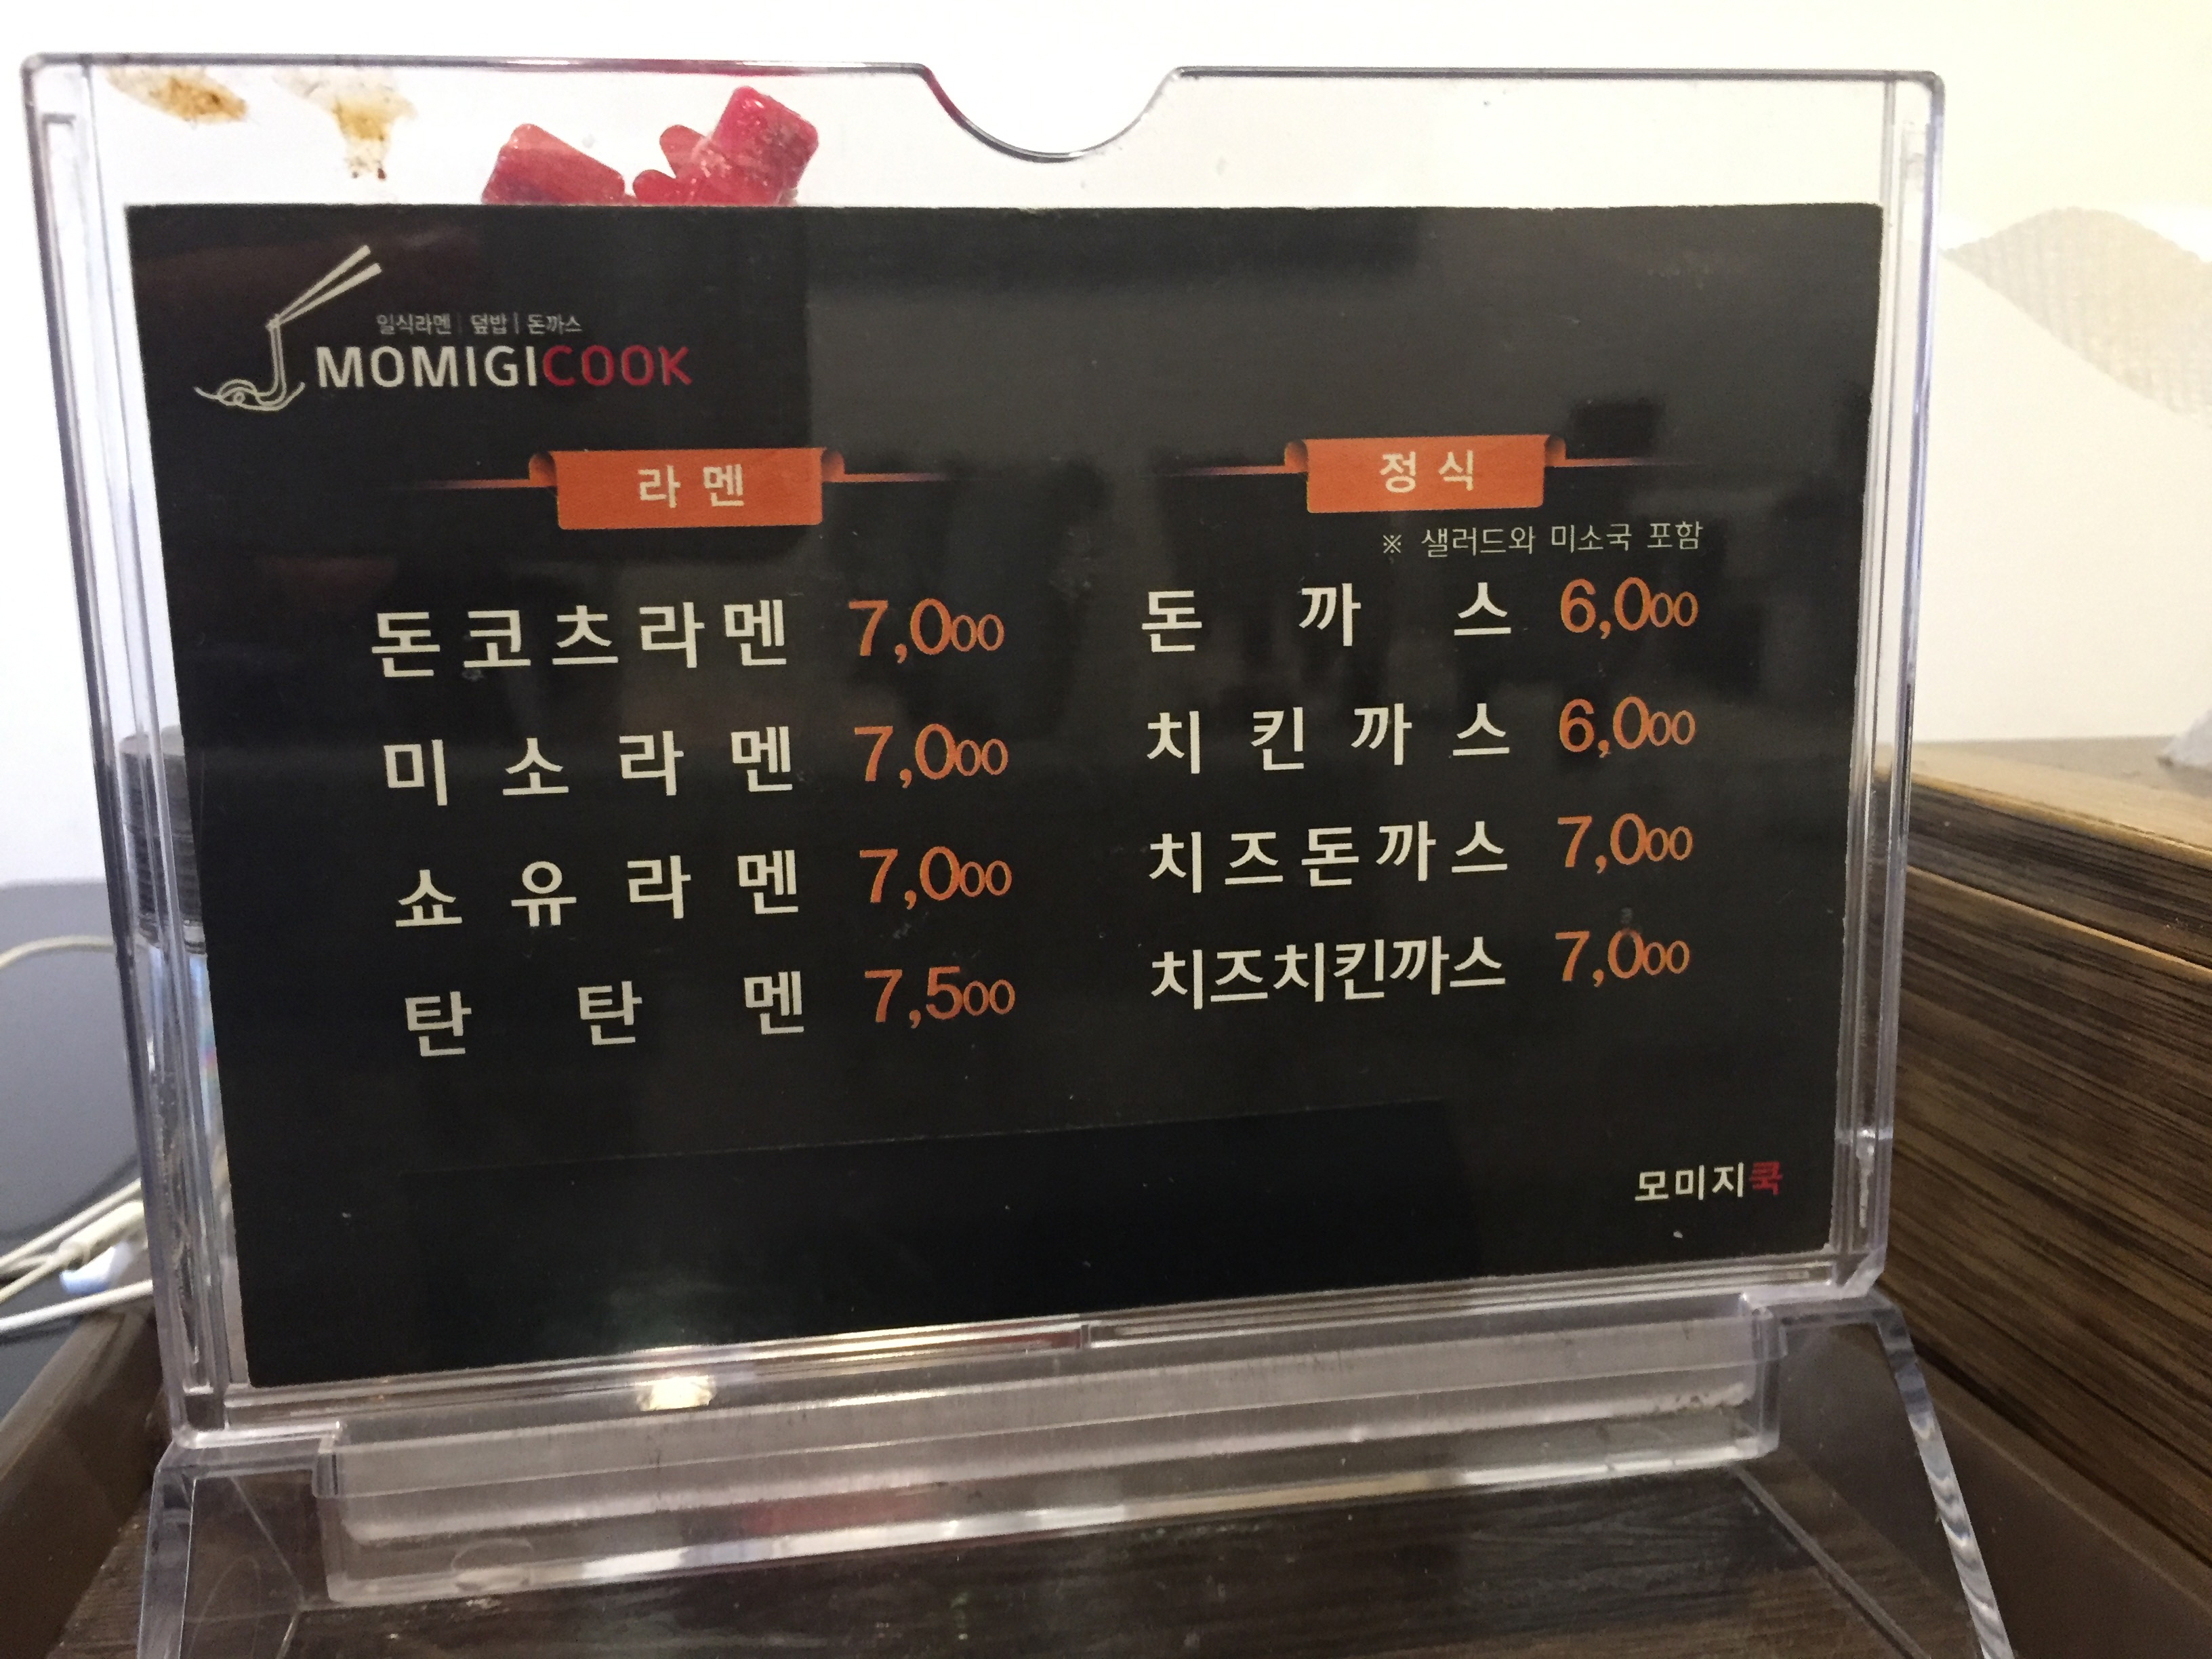 일식라멘 | 덮밥 | 돈까스
MOMIGICOOK
라멘
돈코츠라멘 7,000
미소라멘 7,000
쇼유라멘 7,000
탄탄멘 7,500
정식
※ 샐러드와 미소국 포함
돈까스 6,000
치킨까스 6,000
치즈돈까스 7,000
치즈치킨까스 7,000
모미지쿡